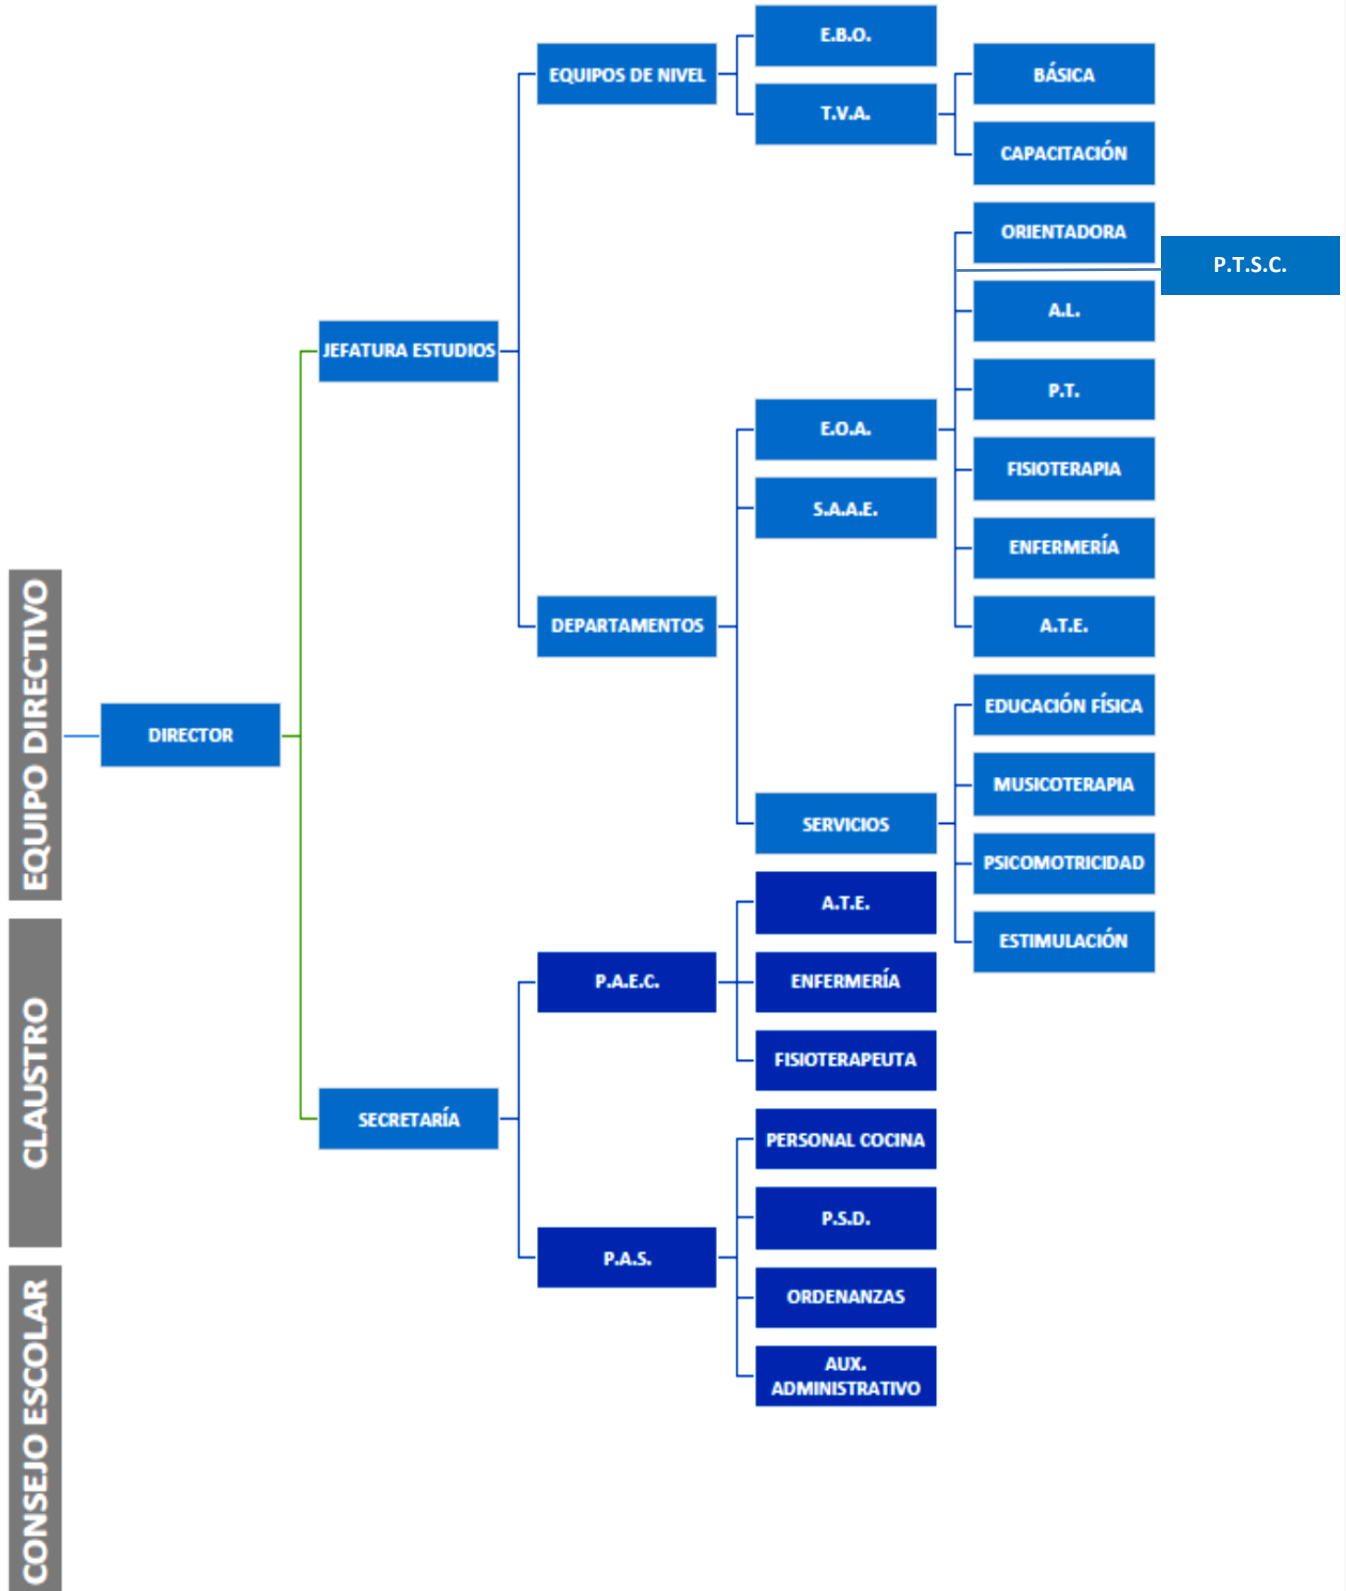 EQUIPO DIRECTIVO
CLAUSTRO
CONSEJO ESCOLAR
DIRECTOR
JEFATURA ESTUDIOS
EQUIPOS DE NIVEL
E.B.O.
T.V.A.
BÁSICA
CAPACITACIÓN
DEPARTAMENTOS
E.O.A.
ORIENTADORA
P.T.S.C.
A.L.
P.T.
FISIOTERAPIA
ENFERMERÍA
A.T.E.
S.A.A.E.
SERVICIOS
EDUCACIÓN FÍSICA
MUSICOTERAPIA
PSICOMOTRICIDAD
ESTIMULACIÓN
SECRETARÍA
P.A.E.C.
A.T.E.
ENFERMERÍA
FISIOTERAPEUTA
P.A.S.
PERSONAL COCINA
P.S.D.
ORDENANZAS
AUX.
ADMINISTRATIVO